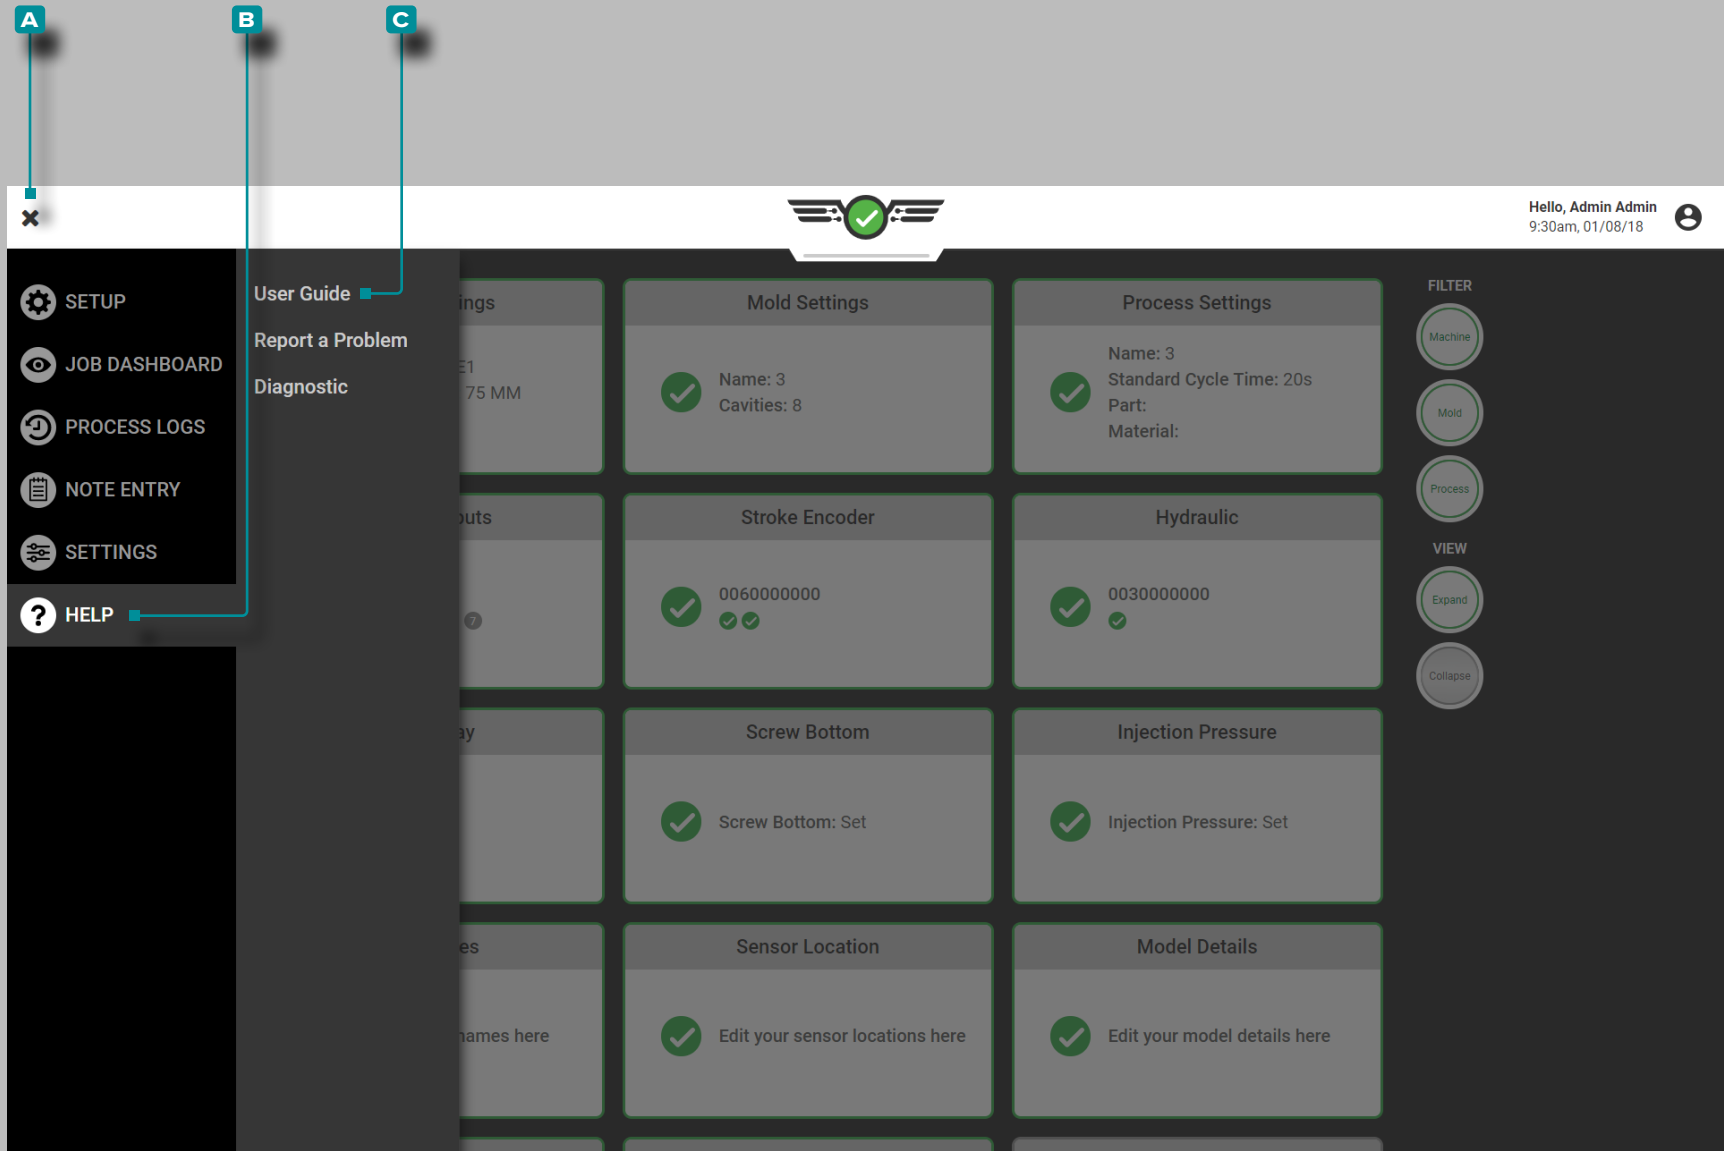 A
B
C
Hello, Admin Admin
9:30am, 01/08/18
SETUP
JOB DASHBOARD
PROCESS LOGS
NOTE ENTRY
SETTINGS
HELP
User Guide
Report a Problem
Diagnostic
ings
E1
75 MM
Mold Settings
Name: 3
Cavities: 8
Process Settings
Name: 3
Standard Cycle Time: 20s
Part:
Material:
FILTER
Machine
Mold
Process
VIEW
Expand
Collapse
uts
7
Stroke Encoder
0060000000
Hydraulic
0030000000
ay
Screw Bottom
Screw Bottom: Set
Injection Pressure
Injection Pressure: Set
es
names here
Sensor Location
Edit your sensor locations here
Model Details
Edit your model details here